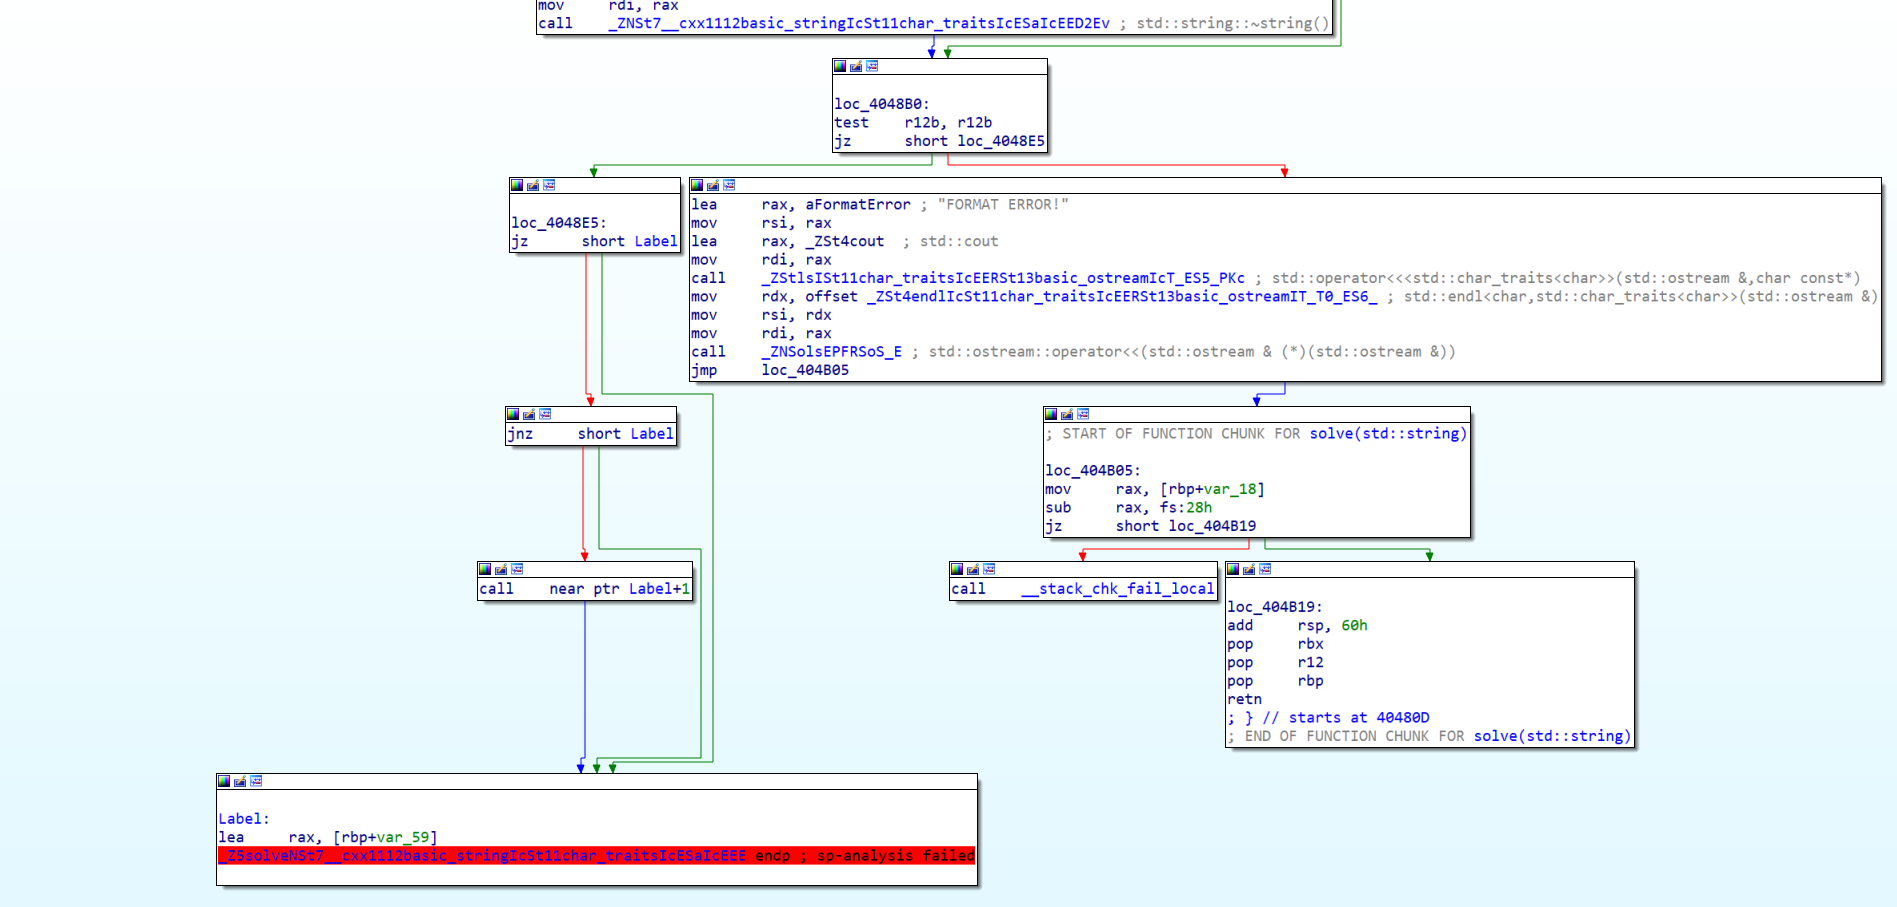 mov rdi, rax
call _ZNSt7__cxx1112basic_stringIcSt11char_traitsIcESaIcEED2Ev ; std::string::~string()
loc_4048B0:
test r12b, r12b
jz short loc_4048E5
loc_4048E5:
jz short Label
lea rax, aFormatError ; "FORMAT ERROR!"
mov rsi, rax
lea rax, _ZSt4cout ; std::cout
mov rdi, rax
call _ZStlsISt11char_traitsIcEERSt13basic_ostreamIcT_ES5_PKc ; std::operator<<<std::char_traits<char>>(std::ostream &,char const*)
mov rdx, offset _ZSt4endlIcSt11char_traitsIcEERSt13basic_ostreamIT_T0_ES6_ ; std::endl<char,std::char_traits<char>>(std::ostream &)
mov rsi, rdx
mov rdi, rax
call _ZNSolsEPFRSoS_E ; std::ostream::operator<<(std::ostream & (*)(std::ostream &))
jmp loc_404B05
jnz short Label
; START OF FUNCTION CHUNK FOR solve(std::string)
loc_404B05:
mov rax, [rbp+var_18]
sub rax, fs:28h
jz short loc_404B19
call near ptr Label+1
call __stack_chk_fail_local
loc_404B19:
add rsp, 60h
pop rbx
pop r12
pop rbp
retn
; } // starts at 40480D
; END OF FUNCTION CHUNK FOR solve(std::string)
Label:
lea rax, [rbp+var_59]
_Z5solveNSt7__cxx1112basic_stringIcSt11char_traitsIcESaIcEEE endp ; sp-analysis failed